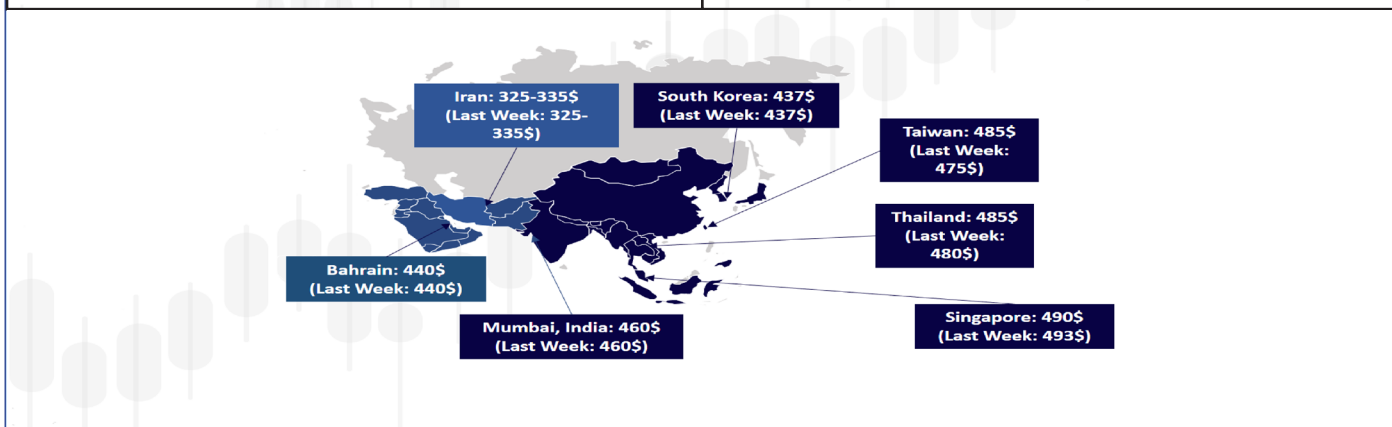 Iran: 325-335$
(Last Week: 325-
335$)
South Korea: 437$
(Last Week: 437$)
Taiwan: 485$
(Last Week:
475$)
Thailand: 485$
(Last Week:
480$)
Bahrain: 440$
(Last Week: 440$)
Mumbai, India: 460$
(Last Week: 460$)
Singapore: 490$
(Last Week: 493$)